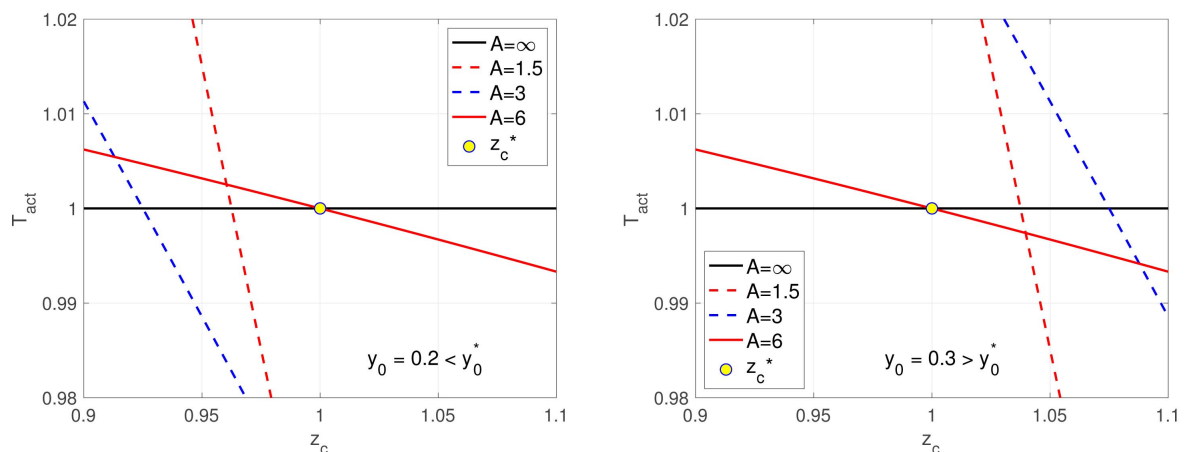 1.02
1.01
1
0.99
0.98
T_act
0.9
0.95
1
1.05
1.1
z_c
A=∞
A=1.5
A=3
A=6
z_c*
y_0 = 0.2 < y_0^*
1.02
1.01
1
0.99
0.98
T_act
0.9
0.95
1
1.05
1.1
z_c
A=∞
A=1.5
A=3
A=6
z_c*
y_0 = 0.3 > y_0^*